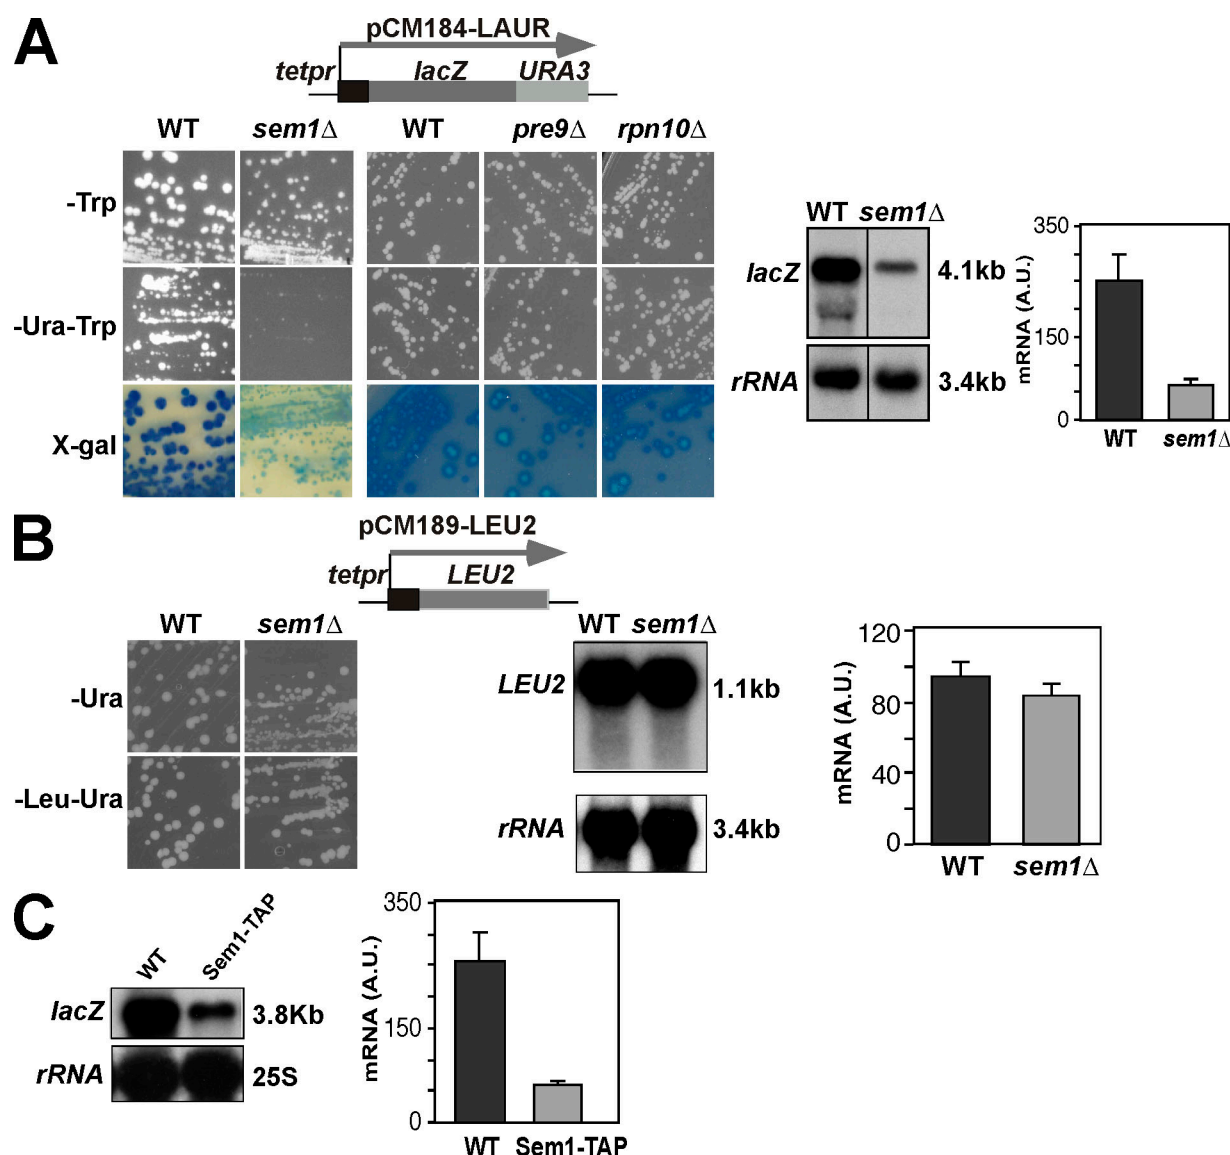 A
pCM184-LAUR
tetpr
lacZ URA3
WT sem1Δ WT pre9Δ rpn10Δ
-Trp
-Ura-Trp
X-gal
WT sem1Δ
lacZ 4.1kb
rRNA 3.4kb
mRNA (A.U.)
350
150
0
WT sem1Δ
B
pCM189-LEU2
tetpr LEU2
WT sem1Δ
-Ura
-Leu-Ura
WT sem1Δ
LEU2 1.1kb
rRNA 3.4kb
mRNA (A.U.)
120
80
40
0
WT sem1Δ
C
WT Sem1-TAP
lacZ 3.8Kb
rRNA 25S
mRNA (A.U.)
350
150
0
WT Sem1-TAP